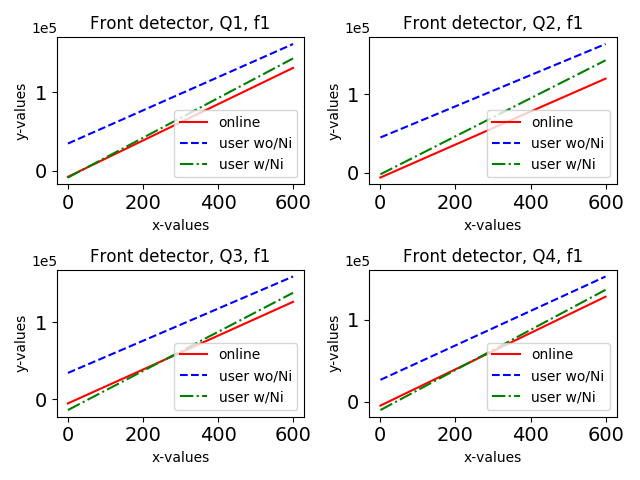 Front detector, Q1, f1
1e5
y-values
1
0
online
user wo/Ni
user w/Ni
0 200 400 600
x-values
Front detector, Q2, f1
1e5
y-values
1
0
online
user wo/Ni
user w/Ni
0 200 400 600
x-values
Front detector, Q3, f1
1e5
y-values
1
0
online
user wo/Ni
user w/Ni
0 200 400 600
x-values
Front detector, Q4, f1
1e5
y-values
1
0
online
user wo/Ni
user w/Ni
0 200 400 600
x-values